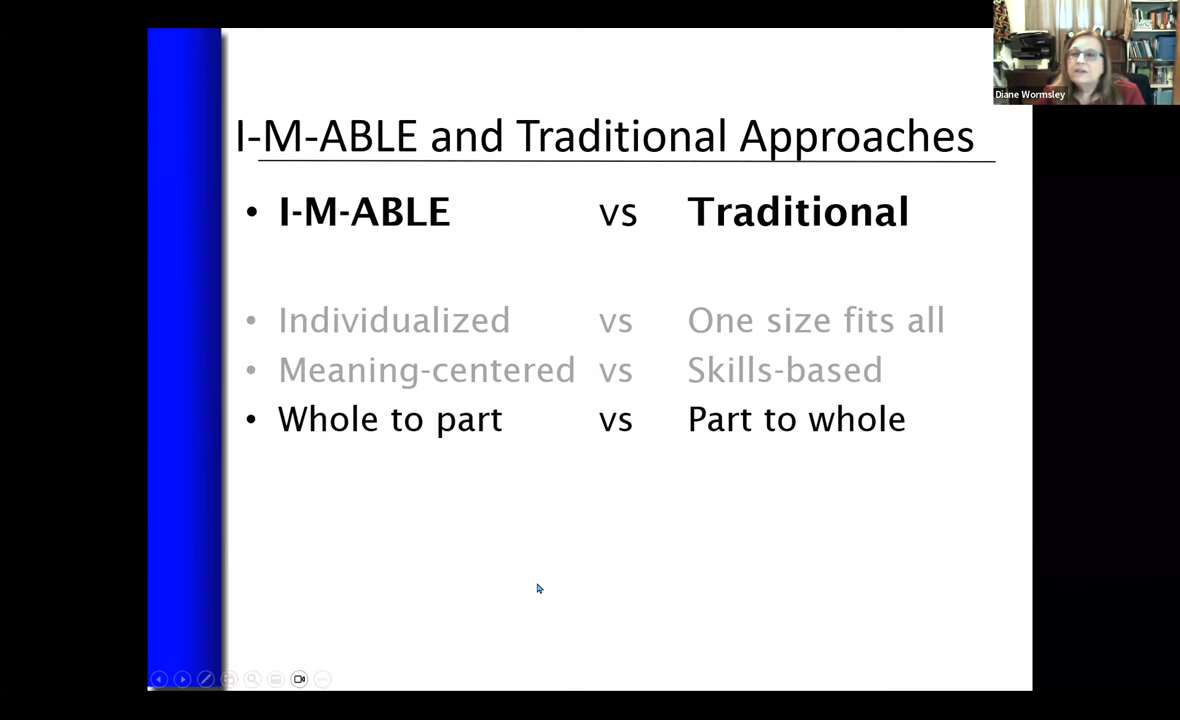 Diane Wormsley
I-M-ABLE and Traditional Approaches
• I-M-ABLE vs Traditional
• Individualized vs One size fits all
• Meaning-centered vs Skills-based
• Whole to part vs Part to whole